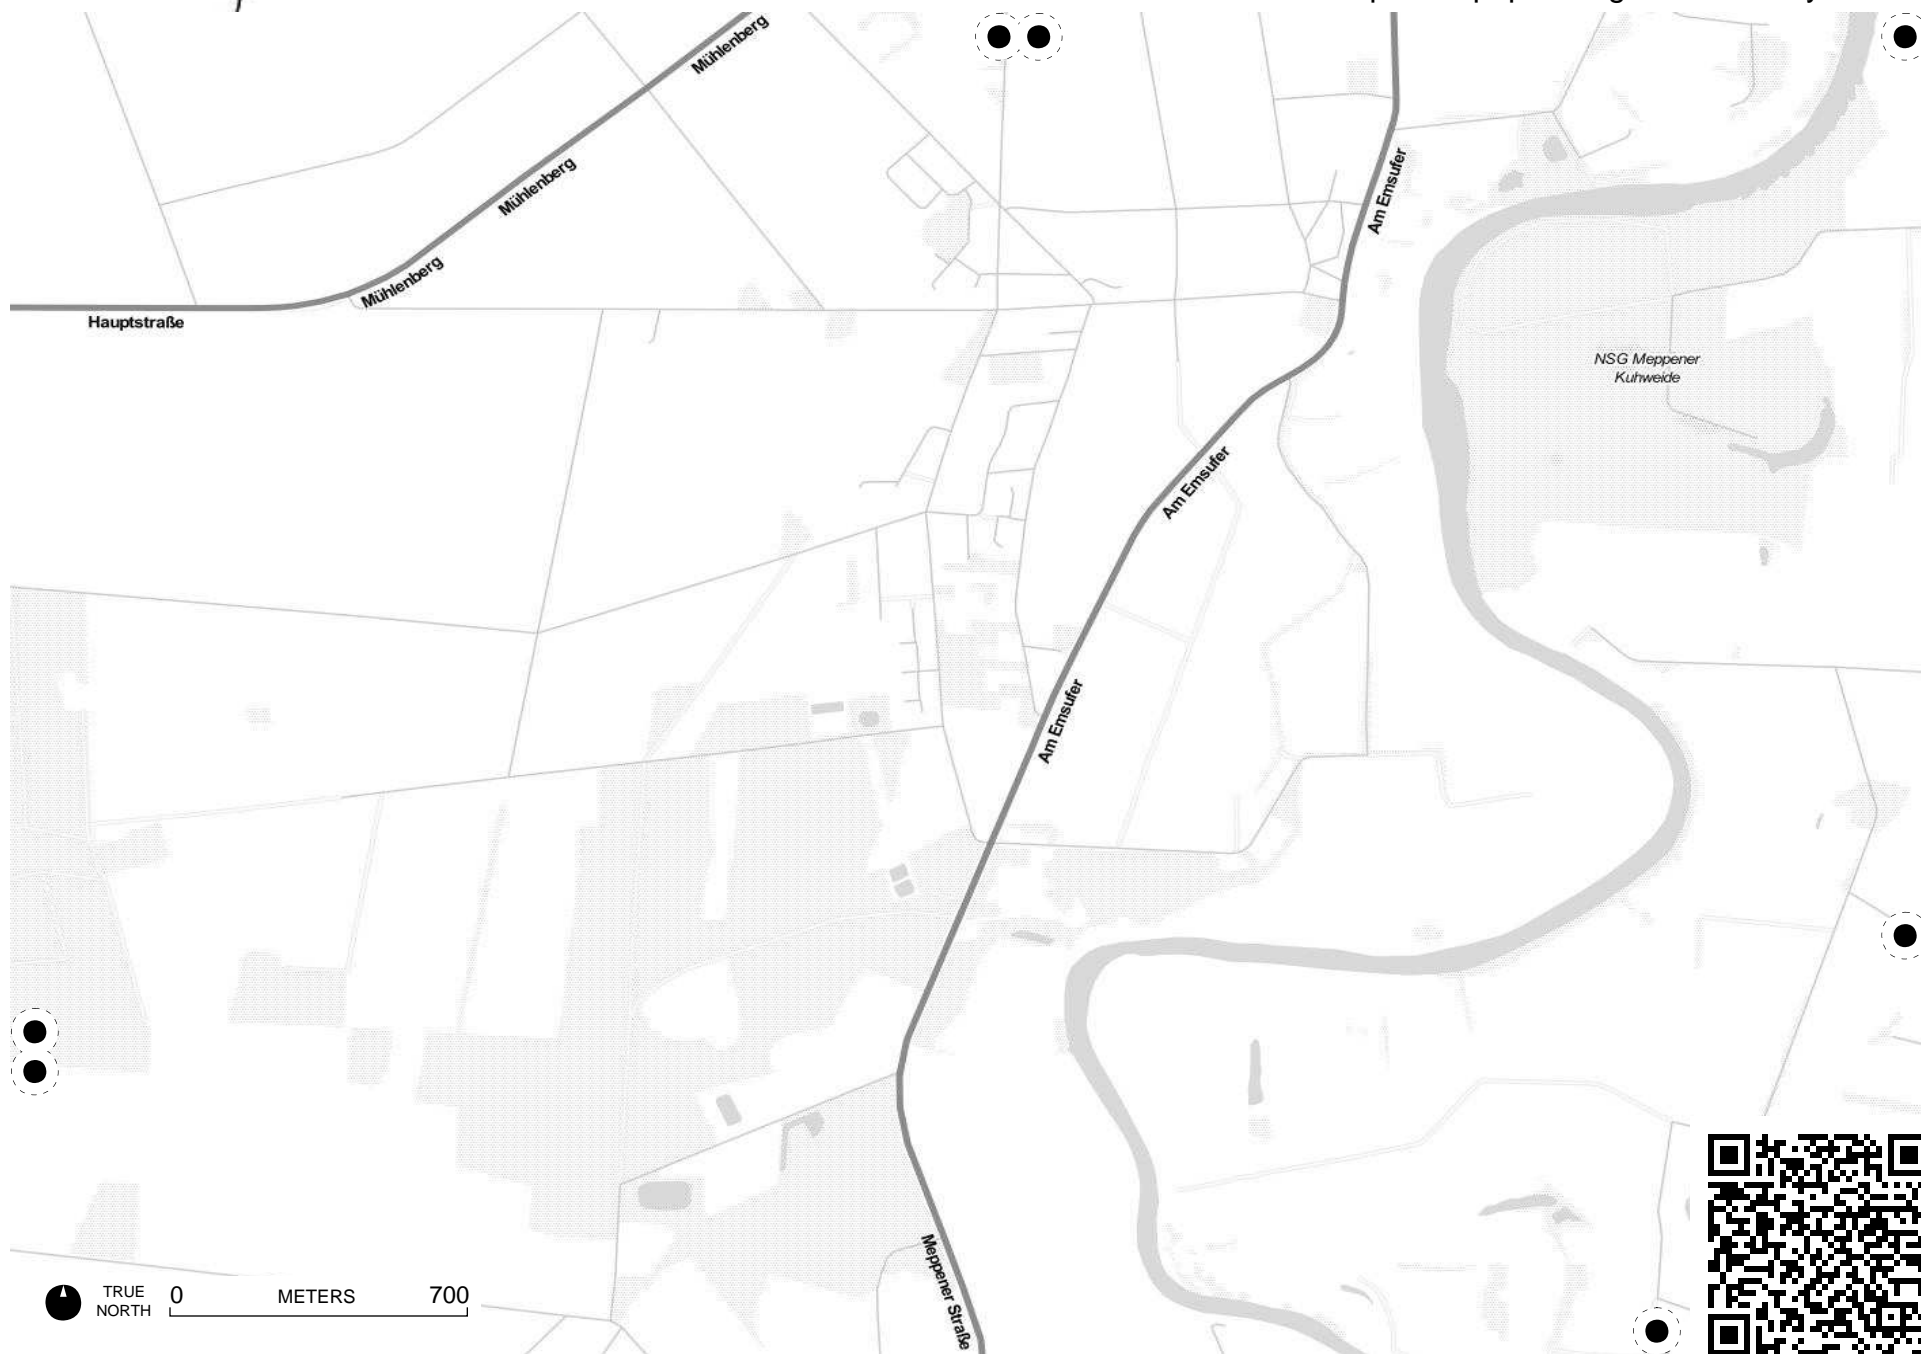 Mühlenberg
Mühlenberg
Am Emsufer
Mühlenberg
Hauptstraße
NSG Meppener
Kuhweide
Am Emsufer
Am Emsufer
Meppener Straße
TRUE
NORTH
0 METERS 700